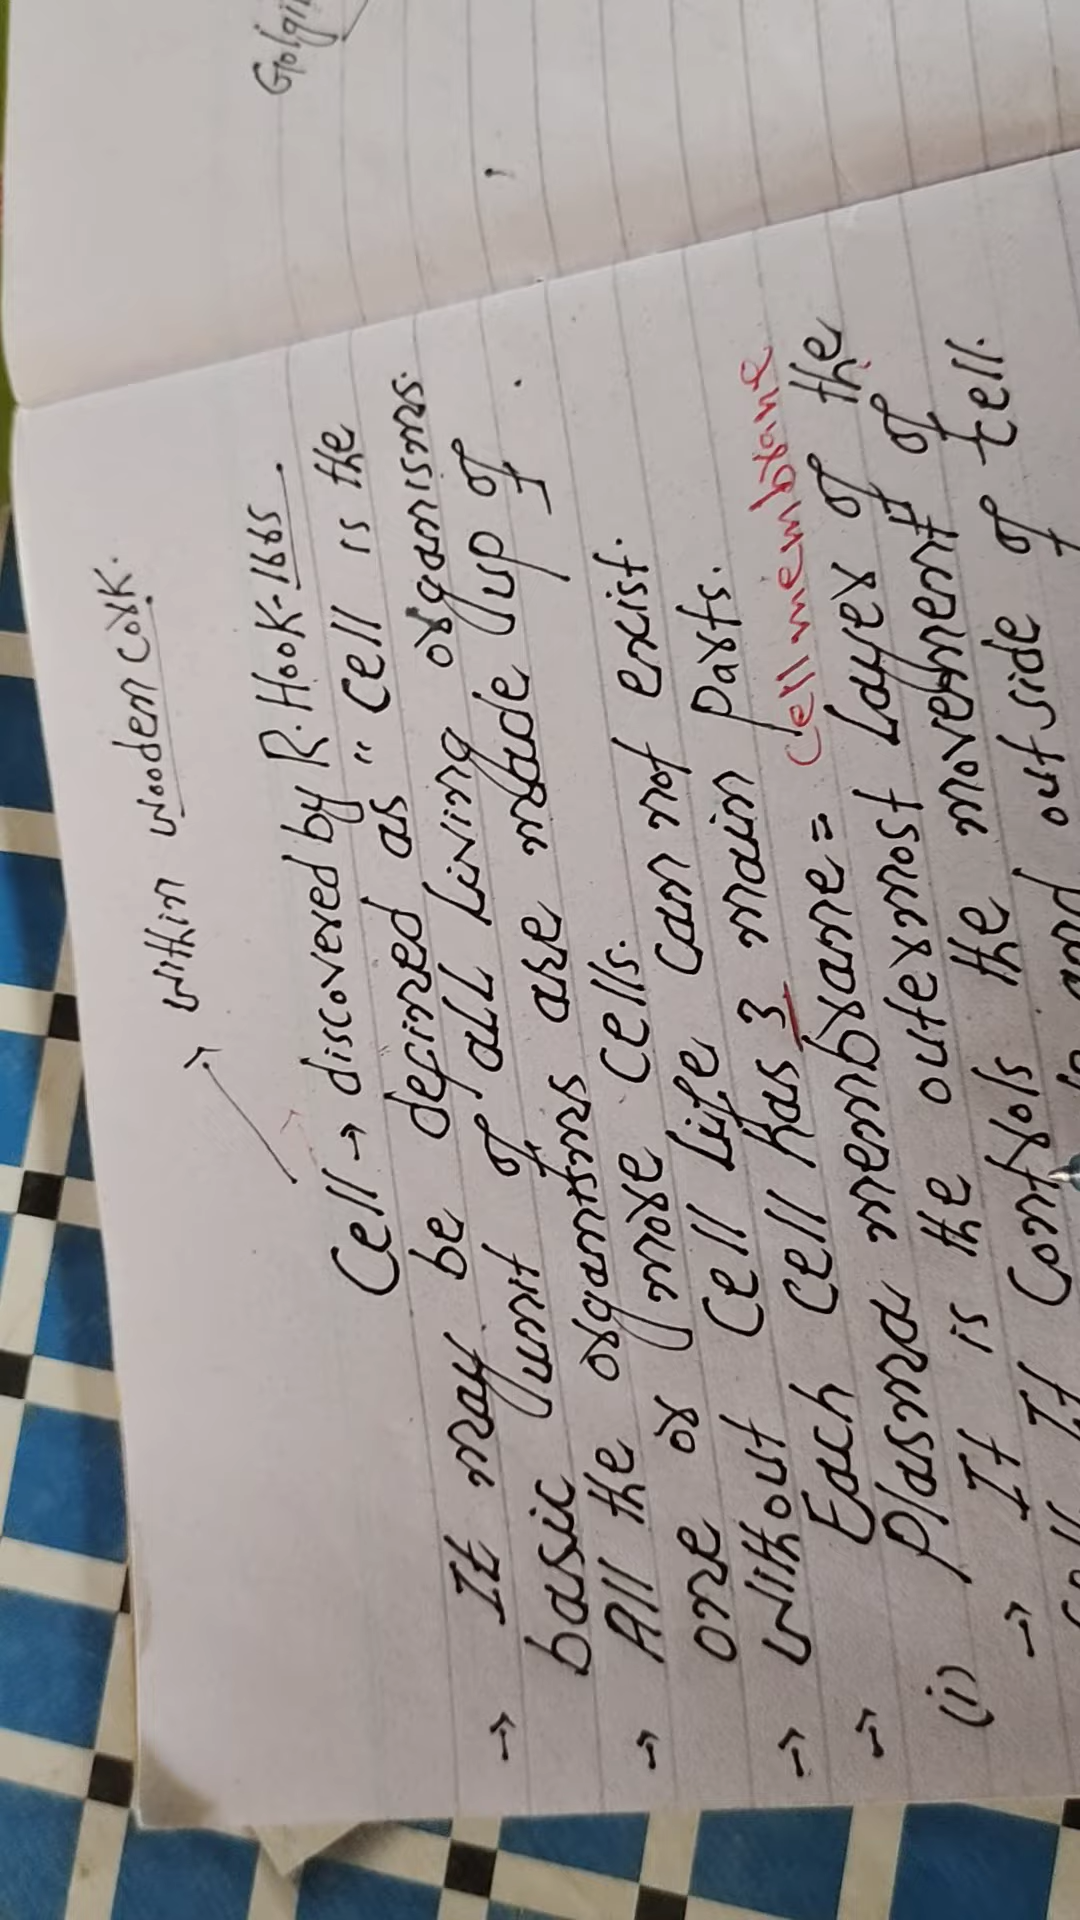 Golgi
within wooden cork.
Cell → discovered by R.Hook-1665.
→ It may be defined as " cell is the
basic unit of all living organisms.
→ All the organisms are made up of
one or more cells.
→ without cell life can not exist.
→ Each cell has 3 main parts.
(i) Plasma membrane = cell membrane
→ It is the outermost layer of the
cell. It controls the movement of
and outside of cell.